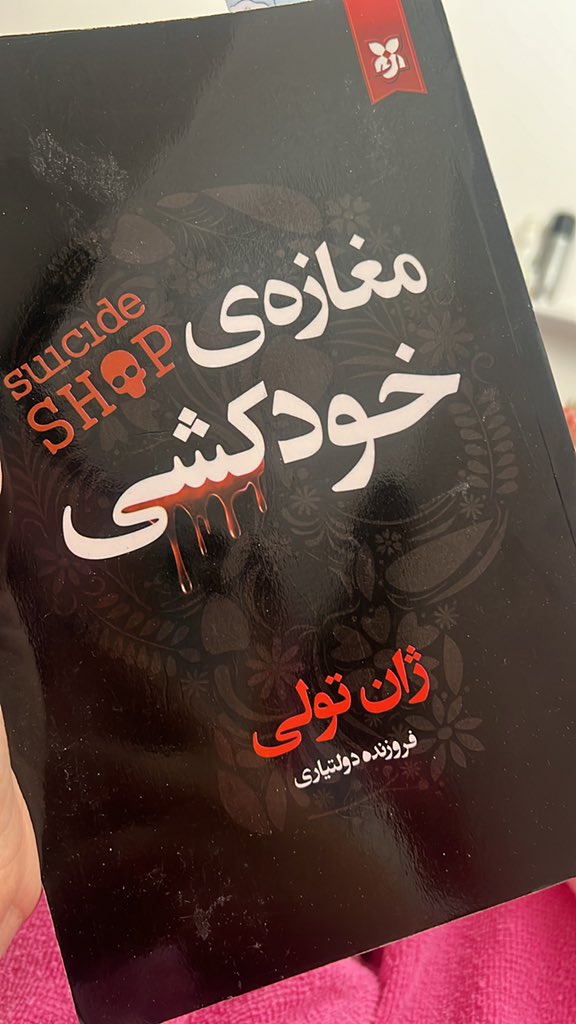 مغازه‌ی
خودکشی
suicide
SHOP
ژان تولی
فروزنده دولتیاری